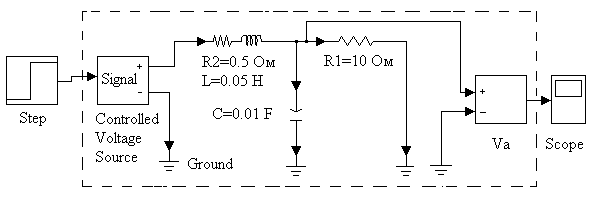 Step
Signal
+
−
Controlled
Voltage
Source
Ground
R2=0.5 Ом
L=0.05 H
C=0.01 F
R1=10 Ом
+
−
Va
Scope